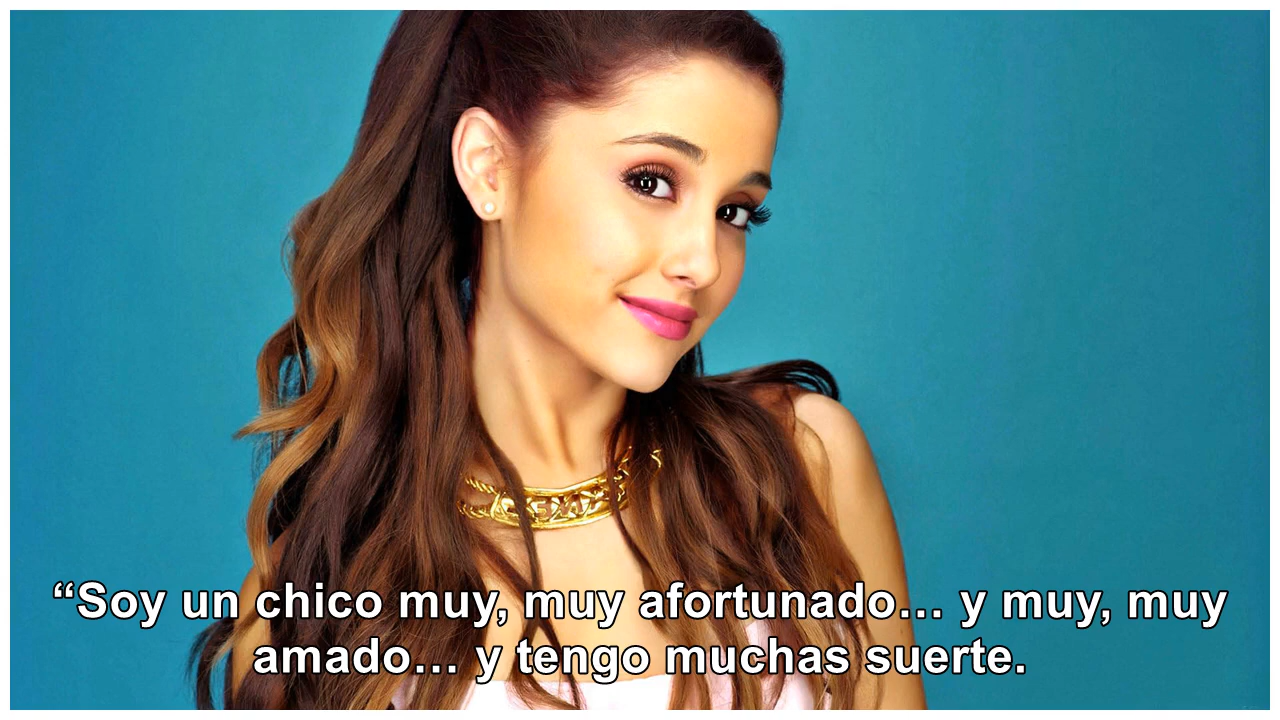 “Soy un chico muy, muy afortunado… y muy, muy
amado… y tengo muchas suerte.